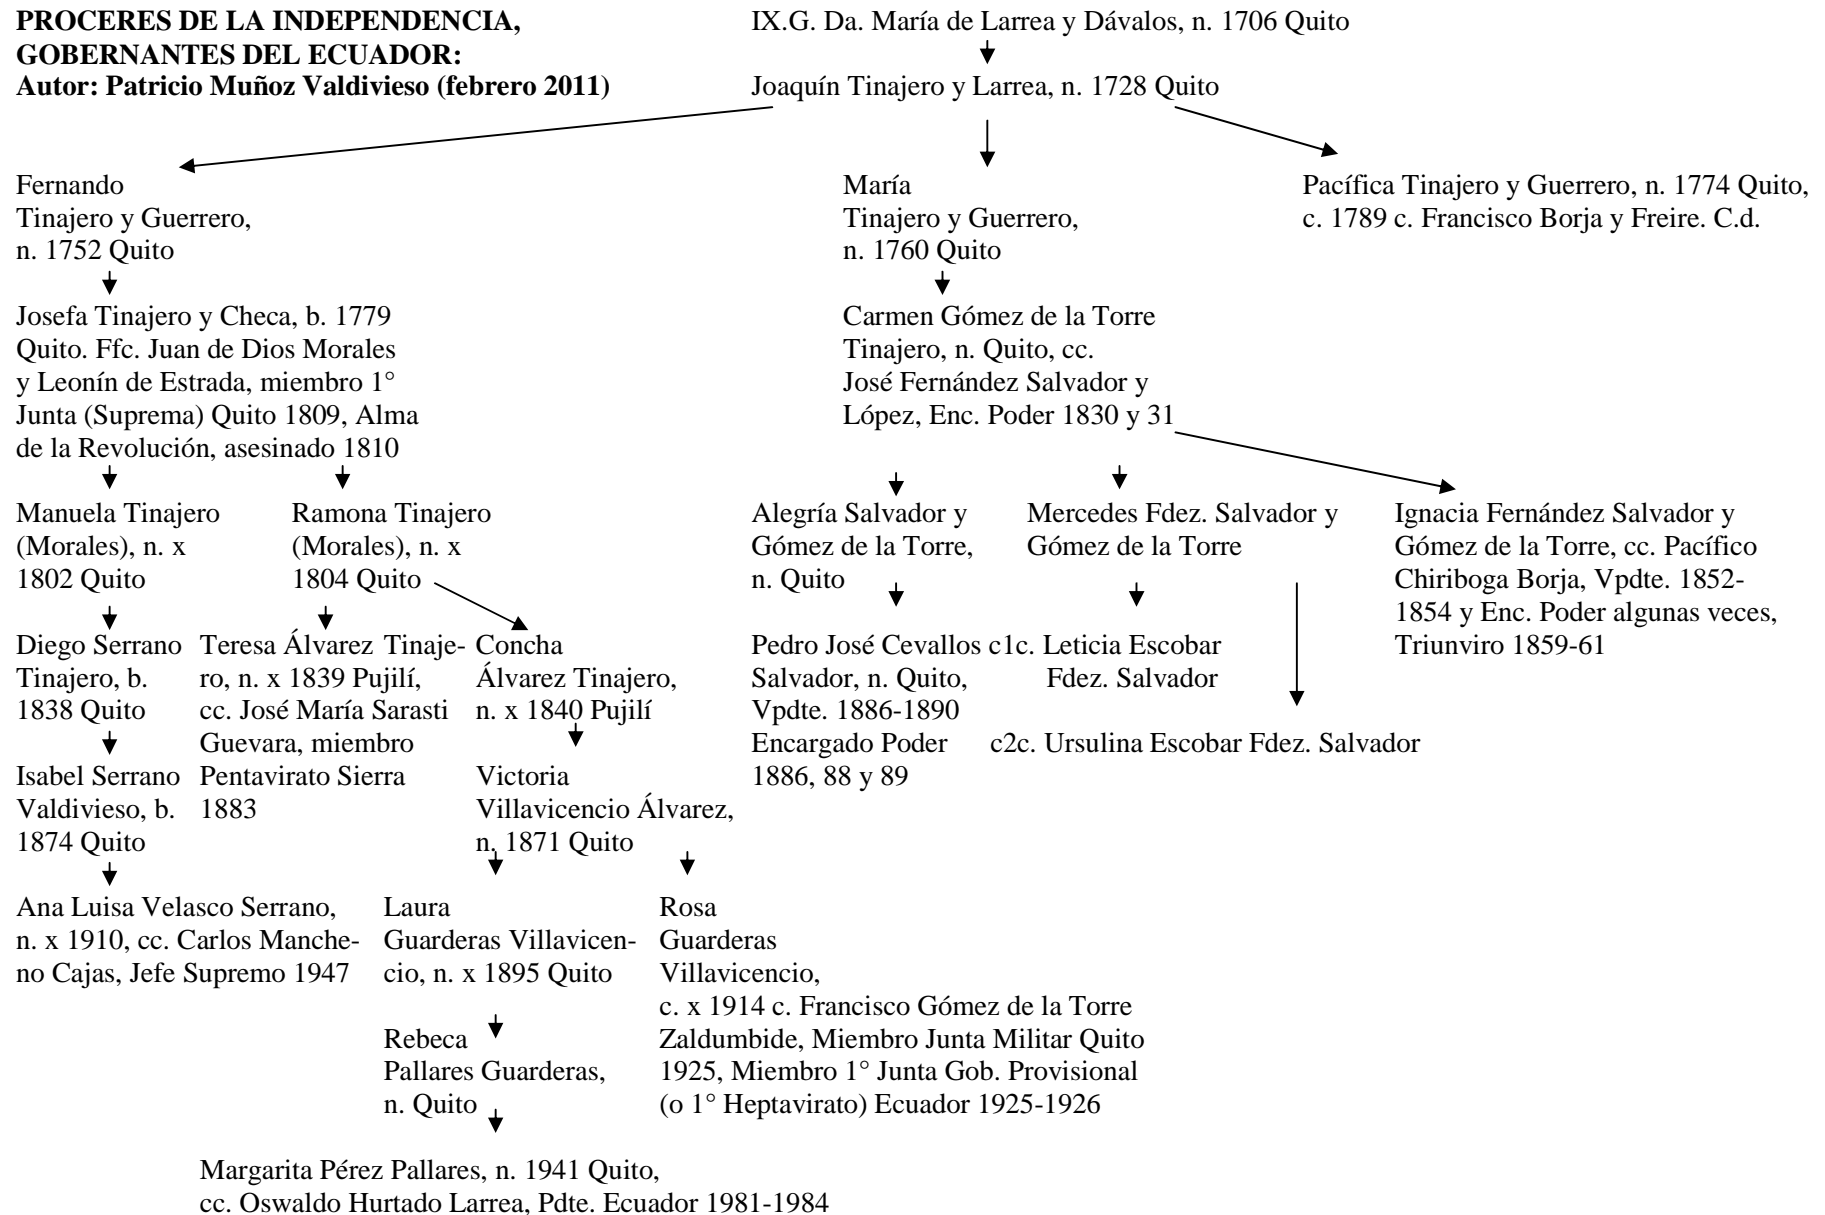 PROCERES DE LA INDEPENDENCIA,
GOBERNANTES DEL ECUADOR:
Autor: Patricio Muñoz Valdivieso (febrero 2011)
IX.G. Da. María de Larrea y Dávalos, n. 1706 Quito
Joaquín Tinajero y Larrea, n. 1728 Quito
Fernando
Tinajero y Guerrero,
n. 1752 Quito
María
Tinajero y Guerrero,
n. 1760 Quito
Pacífica Tinajero y Guerrero, n. 1774 Quito,
c. 1789 c. Francisco Borja y Freire. C.d.
Josefa Tinajero y Checa, b. 1779
Quito. Ffc. Juan de Dios Morales
y Leonín de Estrada, miembro 1°
Junta (Suprema) Quito 1809, Alma
de la Revolución, asesinado 1810
Carmen Gómez de la Torre
Tinajero, n. Quito, cc.
José Fernández Salvador y
López, Enc. Poder 1830 y 31
Manuela Tinajero
(Morales), n. x
1802 Quito
Ramona Tinajero
(Morales), n. x
1804 Quito
Alegría Salvador y
Gómez de la Torre,
n. Quito
Mercedes Fdez. Salvador y
Gómez de la Torre
Ignacia Fernández Salvador y
Gómez de la Torre, cc. Pacífico
Chiriboga Borja, Vpdte. 1852-
1854 y Enc. Poder algunas veces,
Triunviro 1859-61
Diego Serrano
Tinajero, b.
1838 Quito
Teresa Álvarez Tinaje-
ro, n. x 1839 Pujilí,
cc. José María Sarasti
Guevara, miembro
Pentavirato Sierra
1883
Concha
Álvarez Tinajero,
n. x 1840 Pujilí
Pedro José Cevallos
Salvador, n. Quito,
Vpdte. 1886-1890
Encargado Poder
1886, 88 y 89
c1c. Leticia Escobar
Fdez. Salvador
c2c. Ursulina Escobar Fdez. Salvador
Isabel Serrano
Valdivieso, b.
1874 Quito
Victoria
Villavicencio Álvarez,
n. 1871 Quito
Ana Luisa Velasco Serrano,
n. x 1910, cc. Carlos Manche-
no Cajas, Jefe Supremo 1947
Laura
Guarderas Villavicen-
cio, n. x 1895 Quito
Rosa
Guarderas
Villavicencio,
c. x 1914 c. Francisco Gómez de la Torre
Zaldumbide, Miembro Junta Militar Quito
1925, Miembro 1° Junta Gob. Provisional
(o 1° Heptavirato) Ecuador 1925-1926
Rebeca
Pallares Guarderas,
n. Quito
Margarita Pérez Pallares, n. 1941 Quito,
cc. Oswaldo Hurtado Larrea, Pdte. Ecuador 1981-1984